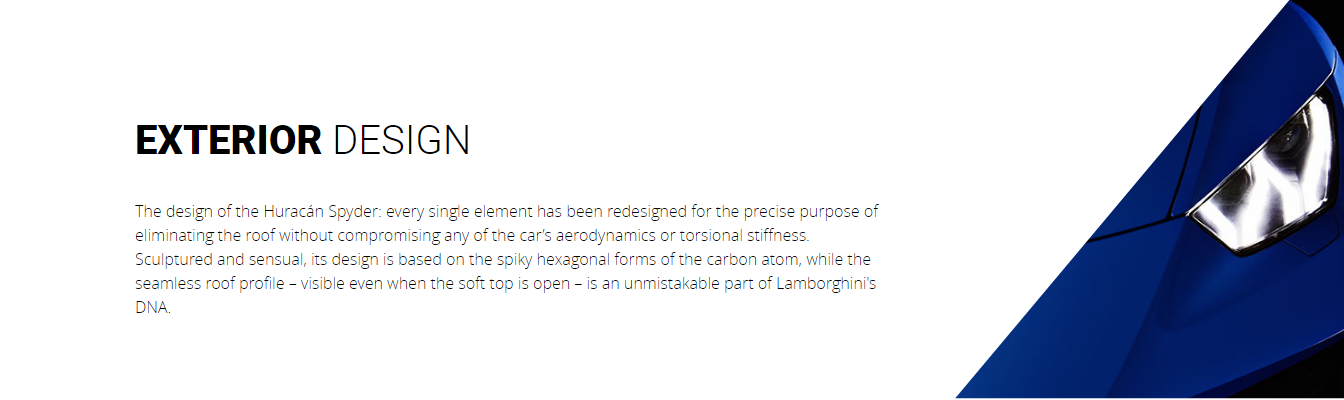 EXTERIOR DESIGN
The design of the Huracán Spyder: every single element has been redesigned for the precise purpose of
eliminating the roof without compromising any of the car's aerodynamics or torsional stiffness.
Sculptured and sensual, its design is based on the spiky hexagonal forms of the carbon atom, while the
seamless roof profile – visible even when the soft top is open – is an unmistakable part of Lamborghini's
DNA.